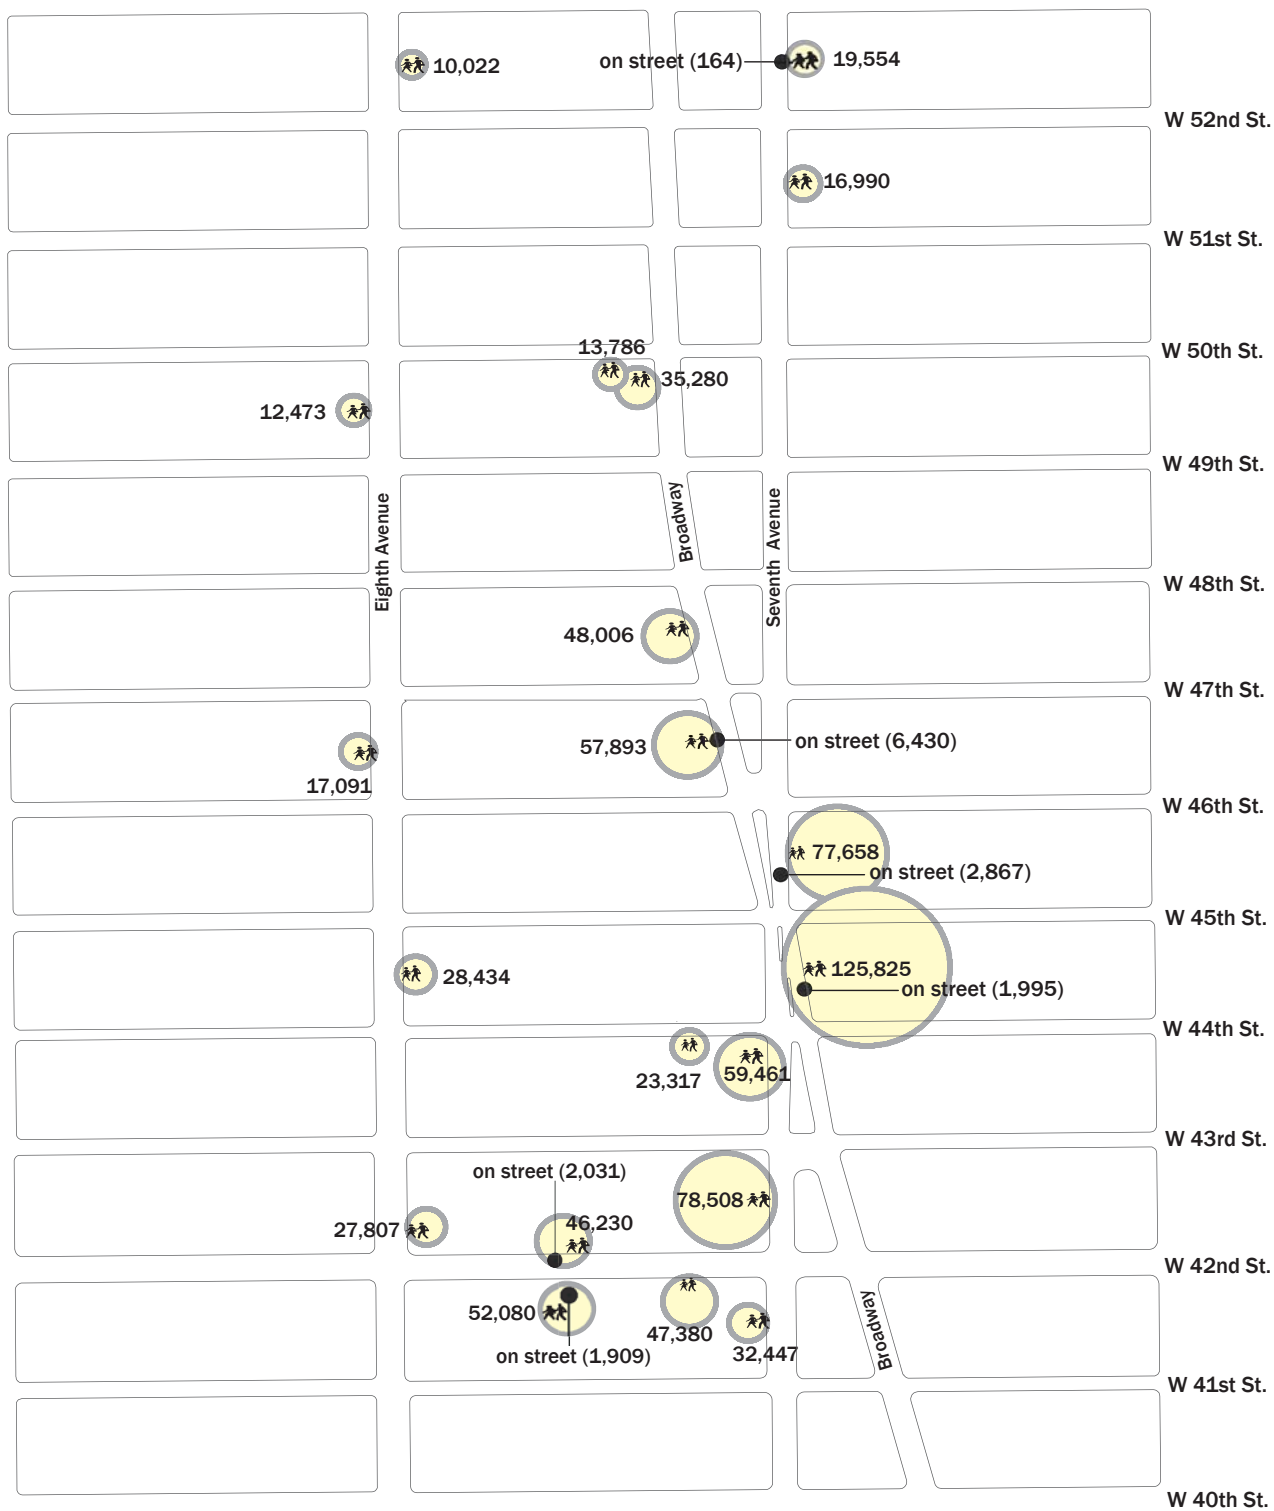 10,022
on street (164)
19,554
W 52nd St.
16,990
W 51st St.
13,786
W 50th St.
35,280
12,473
W 49th St.
Eighth Avenue
Broadway
Seventh Avenue
W 48th St.
48,006
W 47th St.
57,893
on street (6,430)
17,091
W 46th St.
77,658
on street (2,867)
W 45th St.
28,434
125,825
on street (1,995)
W 44th St.
23,317
59,461
W 43rd St.
on street (2,031)
78,508
27,807
46,230
W 42nd St.
52,080
47,380
Broadway
32,447
on street (1,909)
W 41st St.
W 40th St.